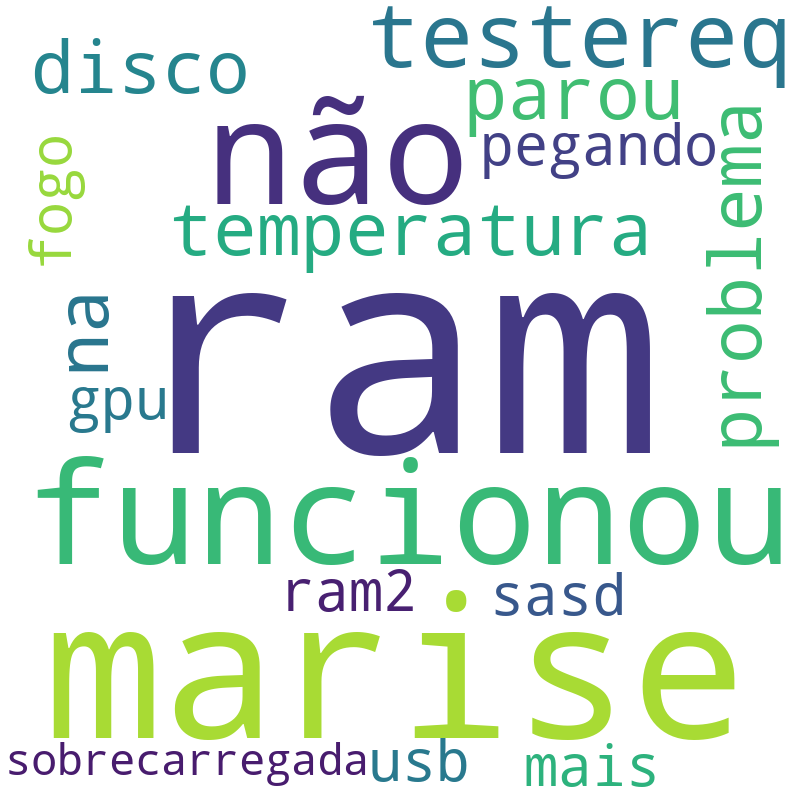 testereq
disco
parou
não
pegando
fogo
problema
temperatura
ram
na
gpu
funcionou
ram2
sasd
marise
sobrecarregada
usb
mais